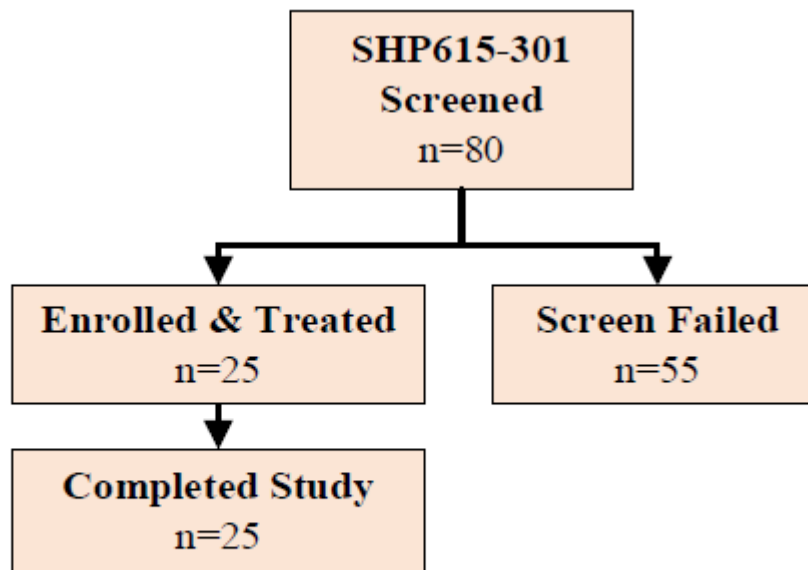 SHP615-301
Screened
n=80
Enrolled & Treated
n=25
Screen Failed
n=55
Completed Study
n=25